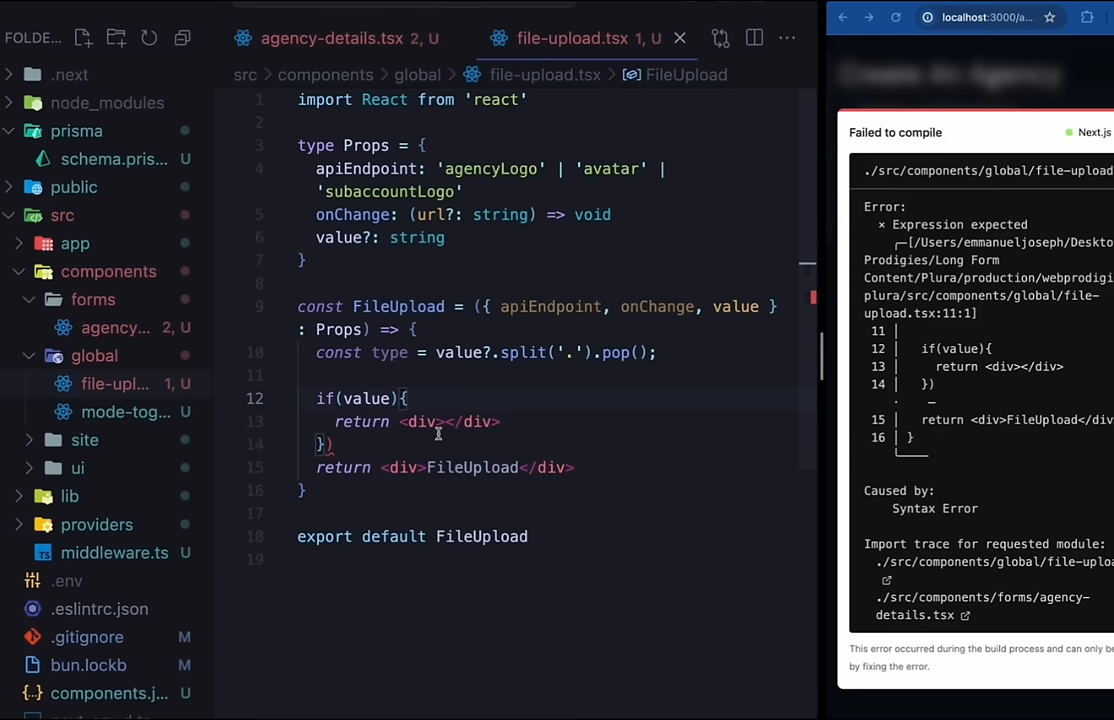 FOLDE...
.next
node_modules
prisma
schema.pris... U
public
src
app
components
forms
agency... 2, U
global
file-upl... 1, U
mode-tog... U
site
ui
lib
providers
middleware.ts U
.env
.eslintrc.json
.gitignore M
bun.lockb M
components.j... M
agency-details.tsx 2, U
file-upload.tsx 1, U
src components global file-upload.tsx FileUpload
1 import React from 'react'
2
3 type Props = {
4 apiEndpoint: 'agencyLogo' | 'avatar' |
'subaccountLogo'
5 onChange: (url?: string) => void
6 value?: string
7 }
8
9 const FileUpload = ({ apiEndpoint, onChange, value }
: Props) => {
10 const type = value?.split('.').pop();
11
12 if(value){
13 return <div></div>
14 })
15 return <div>FileUpload</div>
16 }
17
18 export default FileUpload
19
localhost:3000/a...
Create An Agency
Failed to compile
Next.js
./src/components/global/file-upload
Error:
× Expression expected
╭─[/Users/emmanueljoseph/Deskto
Prodigies/Long Form
Content/Plura/production/webprodigi
plura/src/components/global/file-
upload.tsx:11:1]
11 │
12 │ if(value){
13 │ return <div></div>
14 │ })
· ─
15 │ return <div>FileUpload</di
16 │ }
╰────
Caused by:
Syntax Error
Import trace for requested module:
./src/components/global/file-uploa
./src/components/forms/agency-
details.tsx
This error occurred during the build process and can only be
by fixing the error.